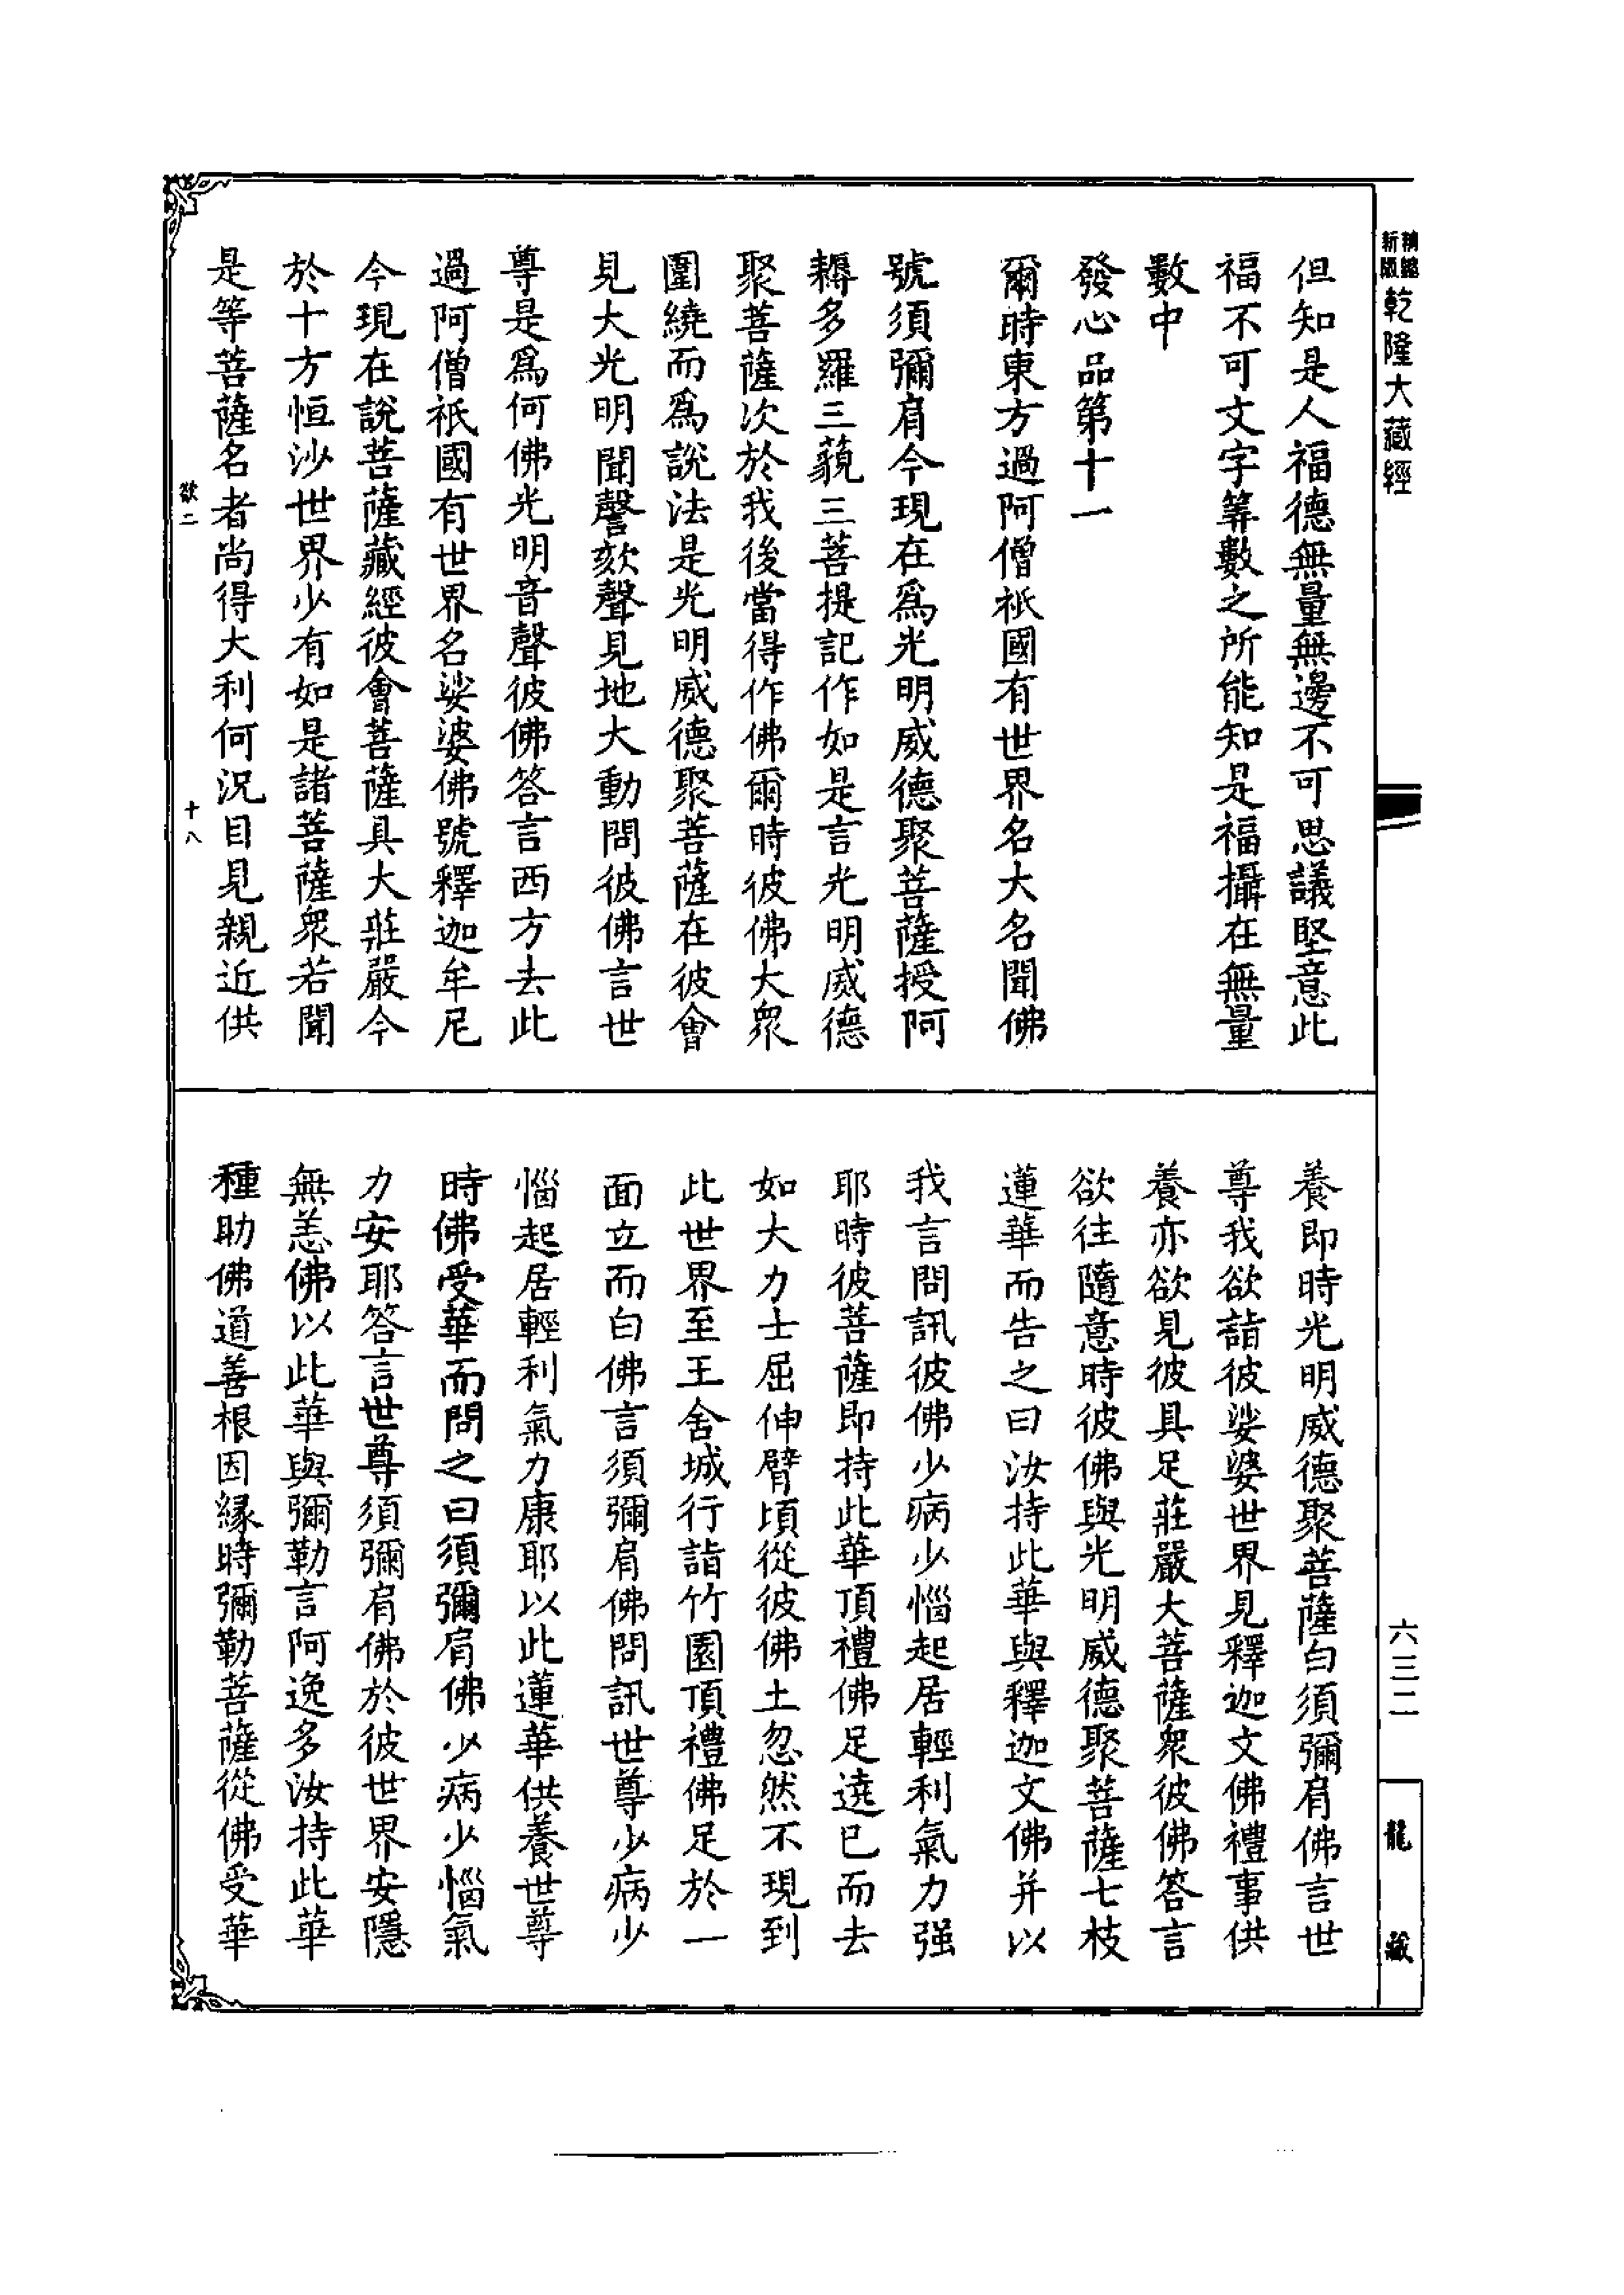 新版 精縮 乾隆大藏經
但知是人福德無量無邊不可思議堅意此
福不可文字筭數之所能知是福攝在無量
數中
發心品第十一
爾時東方過阿僧祇國有世界名大名聞佛
號須彌肩今現在為光明威德聚菩薩授阿
耨多羅三藐三菩提記作如是言光明威德
聚菩薩次於我後當得作佛爾時彼佛大衆
圍繞而為說法是光明威德聚菩薩在彼會
見大光明聞謦欬聲見地大動問彼佛言世
尊是為何佛光明音聲彼佛答言西方去此
過阿僧祇國有世界名娑婆佛號釋迦牟尼
今現在說菩薩藏經彼會菩薩具大莊嚴今
於十方恒沙世界少有如是諸菩薩衆若聞
是等菩薩名者尚得大利何況目見親近供
欲二 十八
養即時光明威德聚菩薩白須彌肩佛言世
尊我欲詣彼娑婆世界見釋迦文佛禮事供
養亦欲見彼具足莊嚴大菩薩衆彼佛答言
欲往隨意時彼佛與光明威德聚菩薩七枝
蓮華而告之曰汝持此華與釋迦文佛并以
我言問訊彼佛少病少惱起居輕利氣力强
耶時彼菩薩即持此華頂禮佛足遶已而去
如大力士屈伸臂頃從彼佛土忽然不現到
此世界至王舍城行詣竹園頂禮佛足於一
面立而白佛言須彌肩佛問訊世尊少病少
惱起居輕利氣力康耶以此蓮華供養世尊
時佛受華而問之曰須彌肩佛少病少惱氣
力安耶答言世尊須彌肩佛於彼世界安隱
無恙佛以此華與彌勒言阿逸多汝持此華
種助佛道善根因緣時彌勒菩薩從佛受華
六三二
龍藏